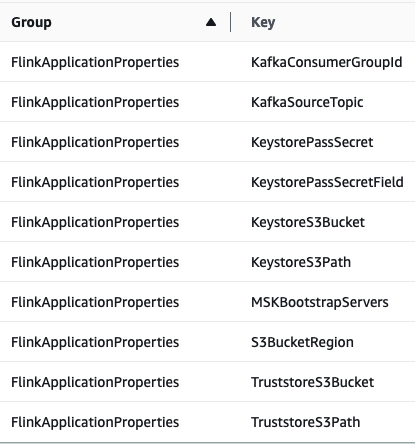 Group Key
FlinkApplicationProperties KafkaConsumerGroupId
FlinkApplicationProperties KafkaSourceTopic
FlinkApplicationProperties KeystorePassSecret
FlinkApplicationProperties KeystorePassSecretField
FlinkApplicationProperties KeystoreS3Bucket
FlinkApplicationProperties KeystoreS3Path
FlinkApplicationProperties MSKBootstrapServers
FlinkApplicationProperties S3BucketRegion
FlinkApplicationProperties TruststoreS3Bucket
FlinkApplicationProperties TruststoreS3Path